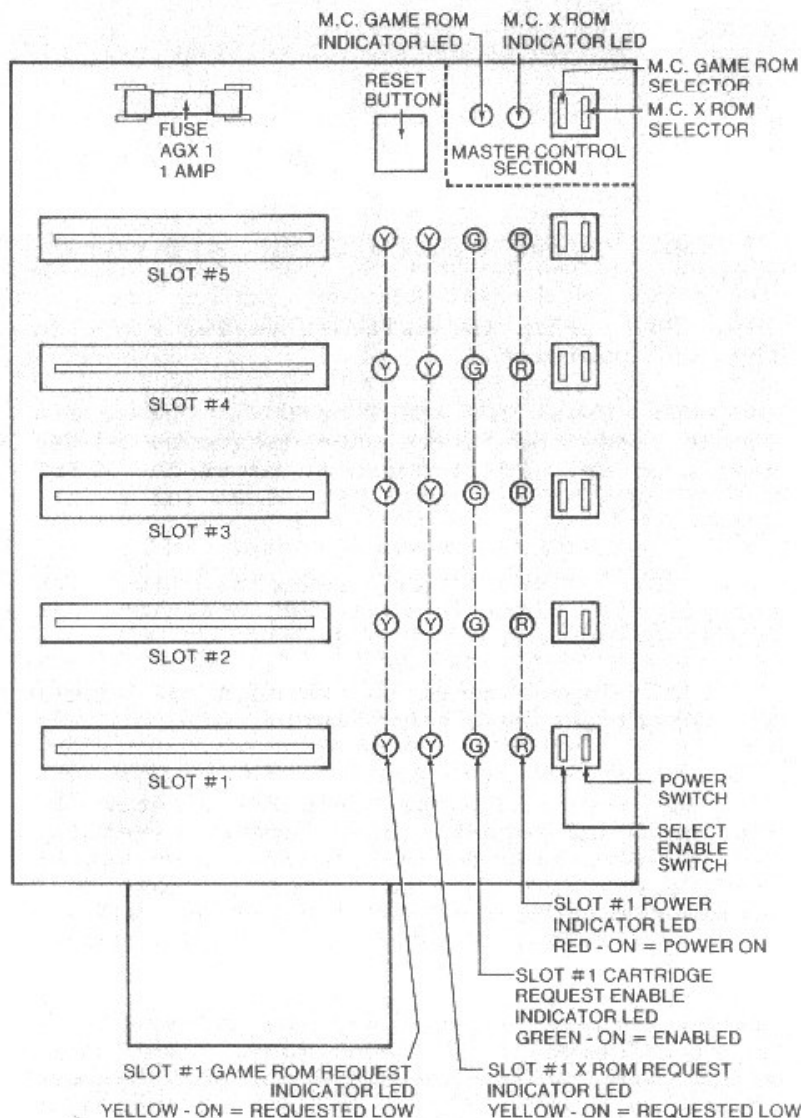 M.C. GAME ROM
INDICATOR LED
M.C. X ROM
INDICATOR LED
M.C. GAME ROM
SELECTOR
M.C. X ROM
SELECTOR
RESET
BUTTON
FUSE
AGX 1
1 AMP
MASTER CONTROL
SECTION
Y Y G R
SLOT #5
Y Y G R
SLOT #4
Y Y G R
SLOT #3
Y Y G R
SLOT #2
Y Y G R
SLOT #1
POWER
SWITCH
SELECT
ENABLE
SWITCH
SLOT #1 POWER
INDICATOR LED
RED - ON = POWER ON
SLOT #1 CARTRIDGE
REQUEST ENABLE
INDICATOR LED
GREEN - ON = ENABLED
SLOT #1 GAME ROM REQUEST
INDICATOR LED
YELLOW - ON = REQUESTED LOW
SLOT #1 X ROM REQUEST
INDICATOR LED
YELLOW - ON = REQUESTED LOW